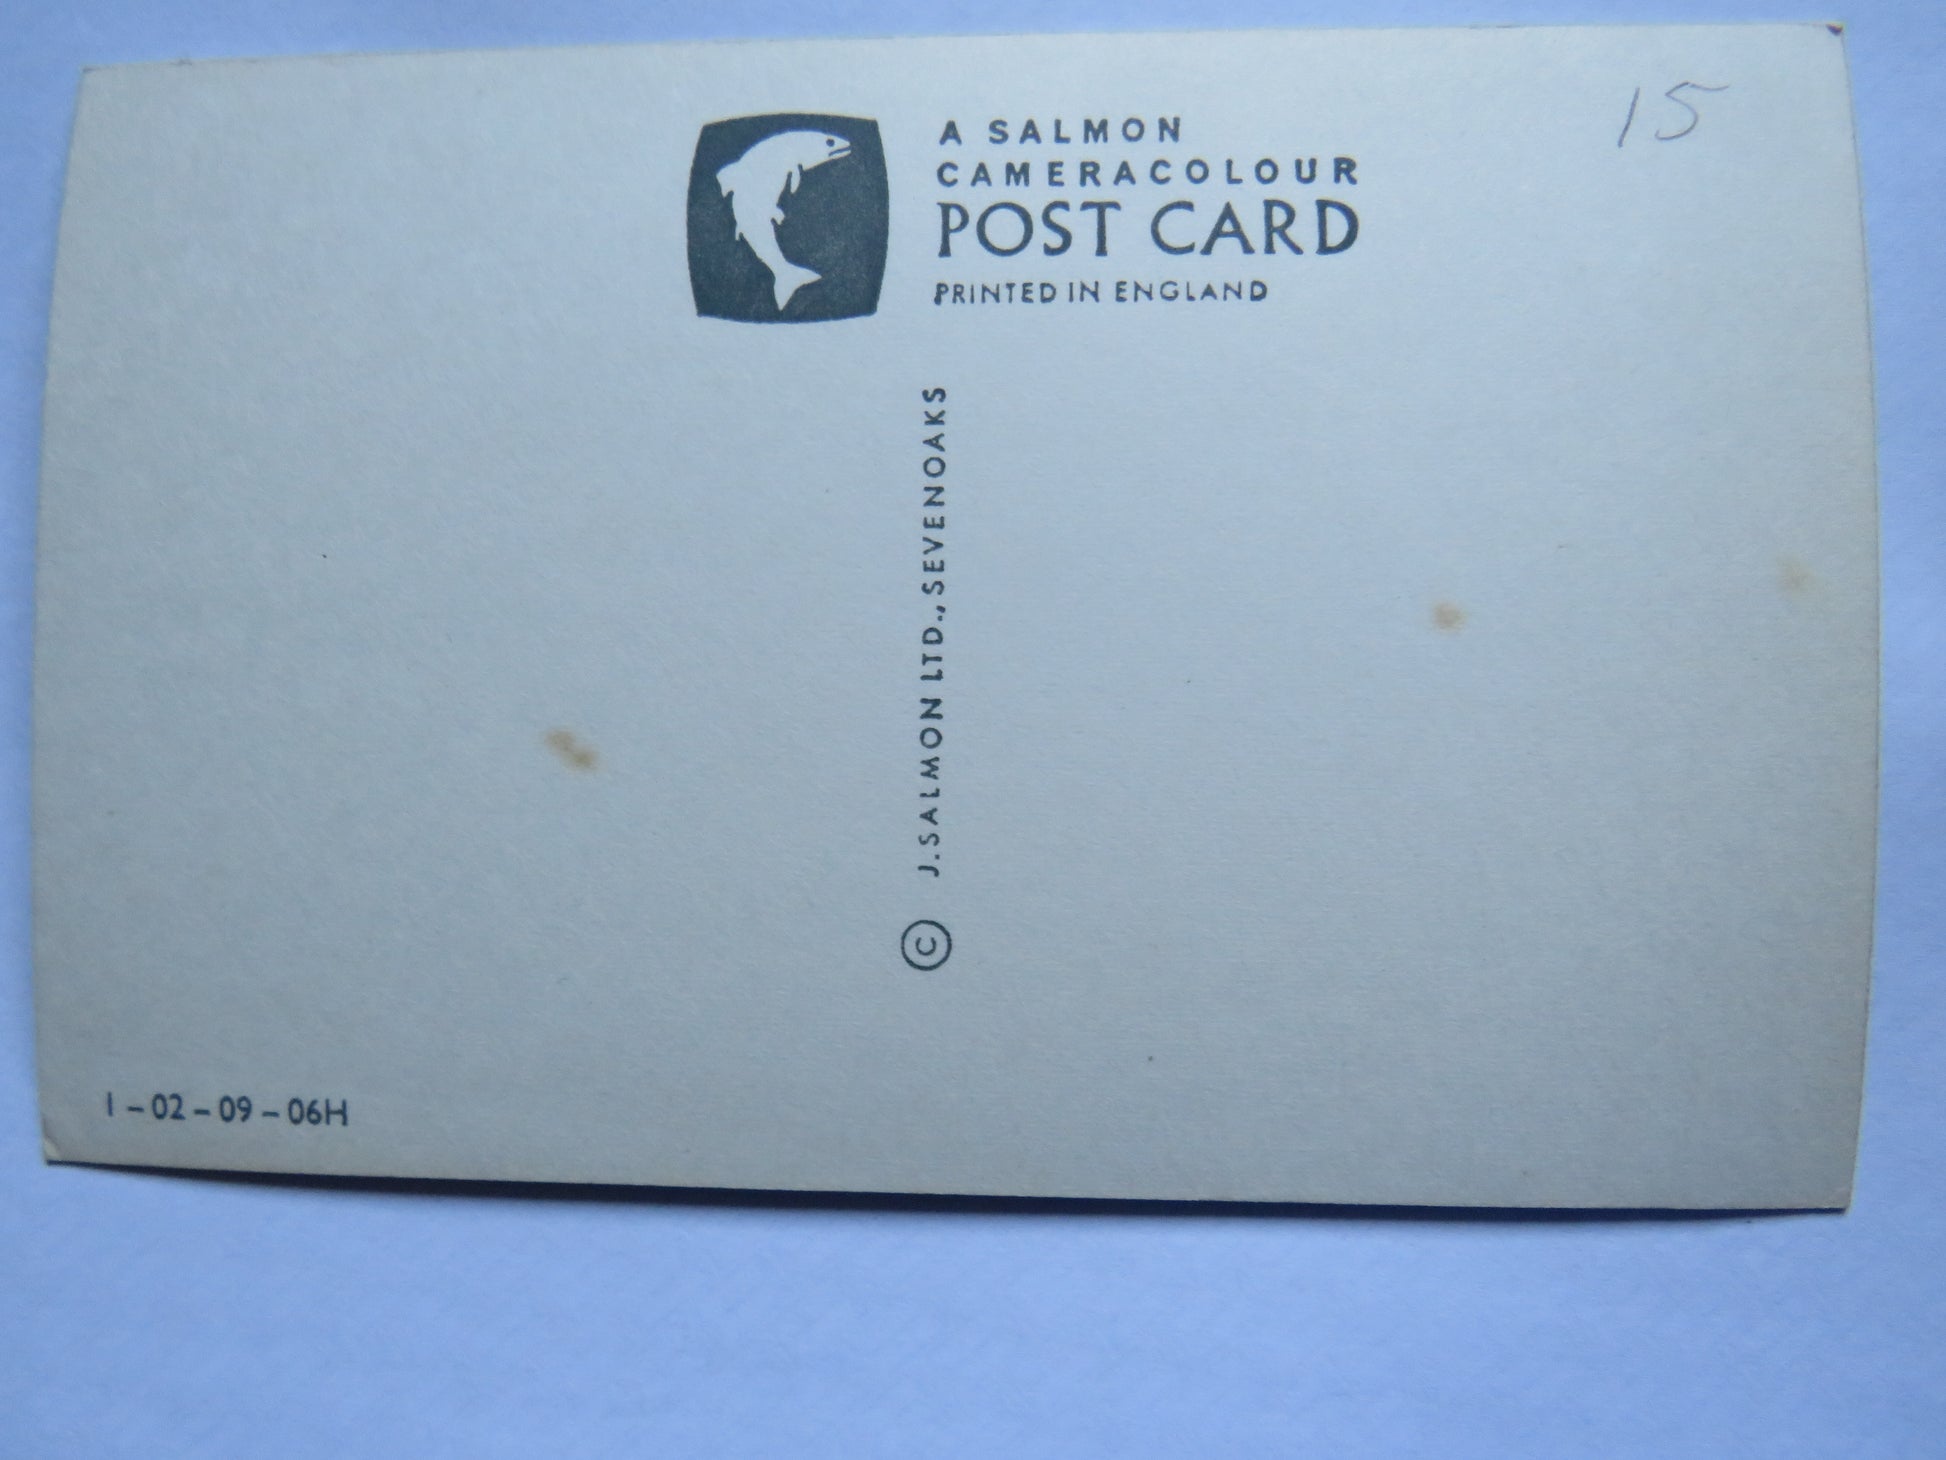 15
A SALMON
CAMERACOLOUR
POST CARD
PRINTED IN ENGLAND
© J.SALMON LTD., SEVENOAKS
1-02-09-06H